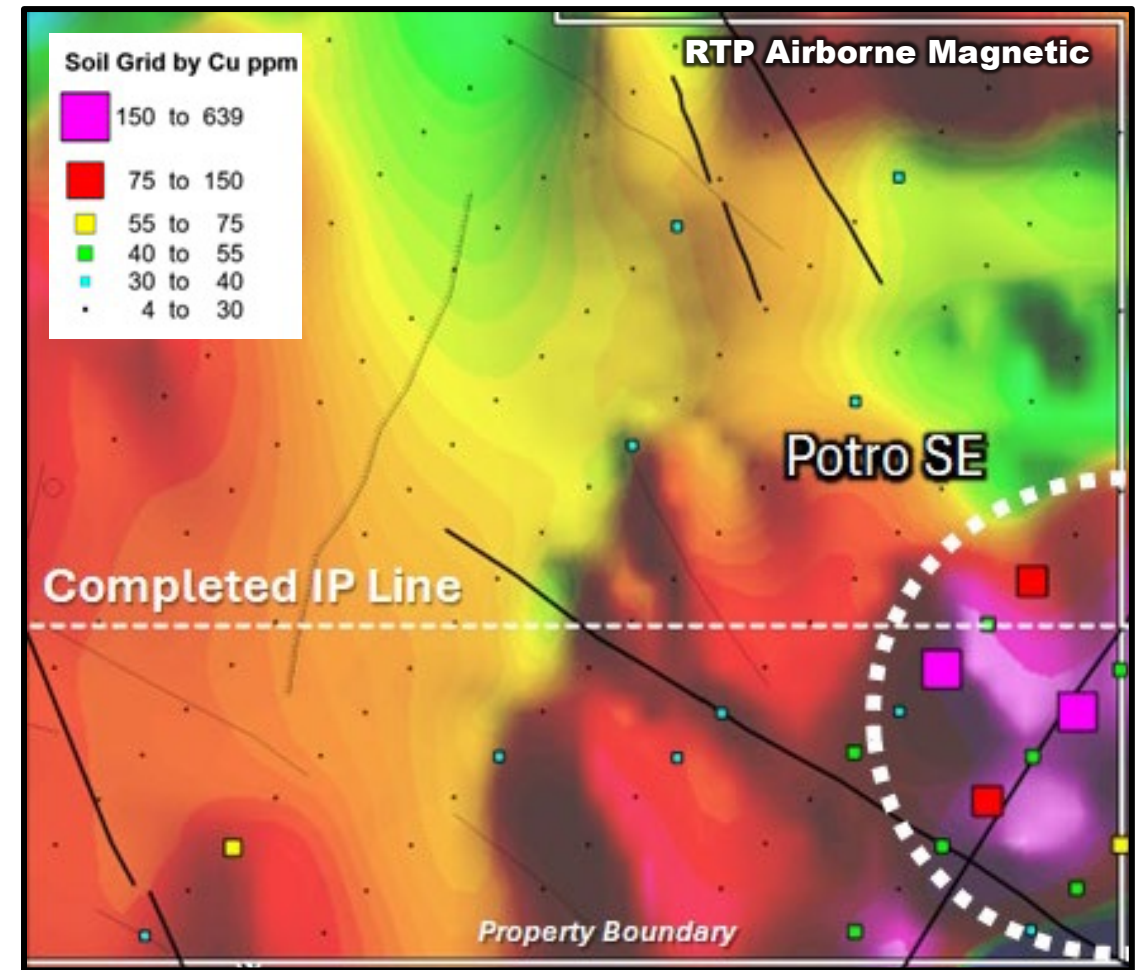 RTP Airborne Magnetic
Soil Grid by Cu ppm
150 to 639
75 to 150
55 to 75
40 to 55
30 to 40
4 to 30
Potro SE
Completed IP Line
Property Boundary